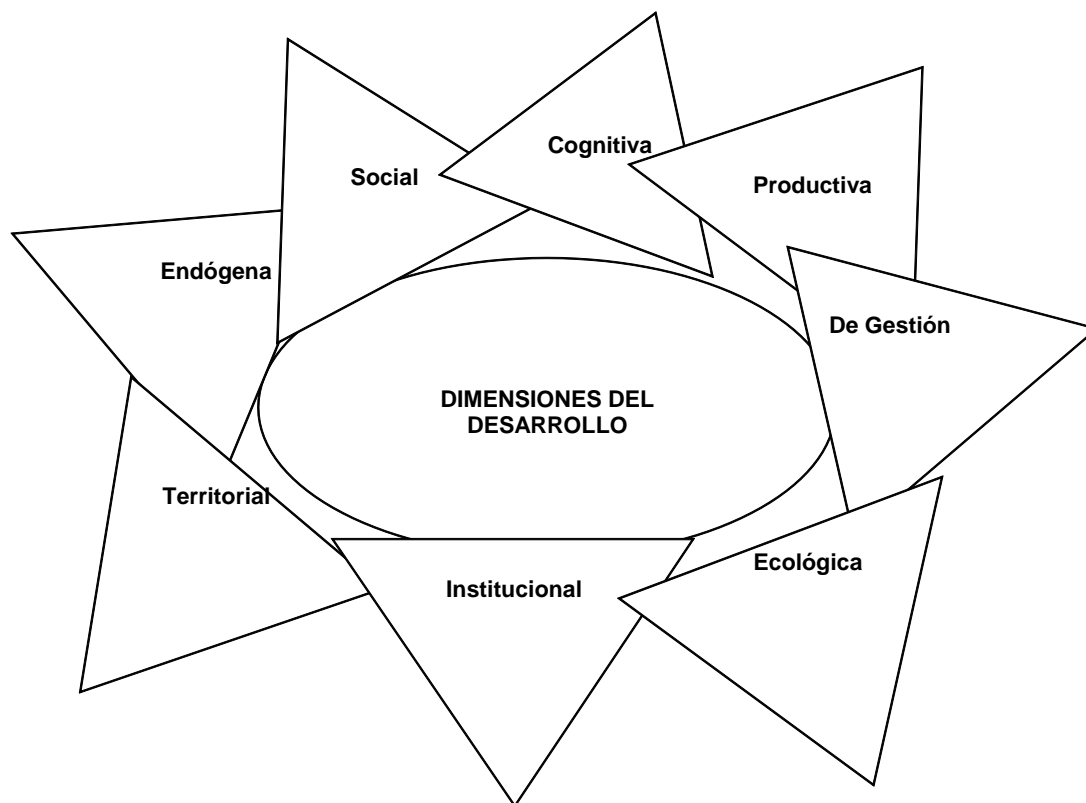 Cognitiva
Social
Productiva
Endógena
De Gestión
DIMENSIONES DEL
DESARROLLO
Territorial
Ecológica
Institucional